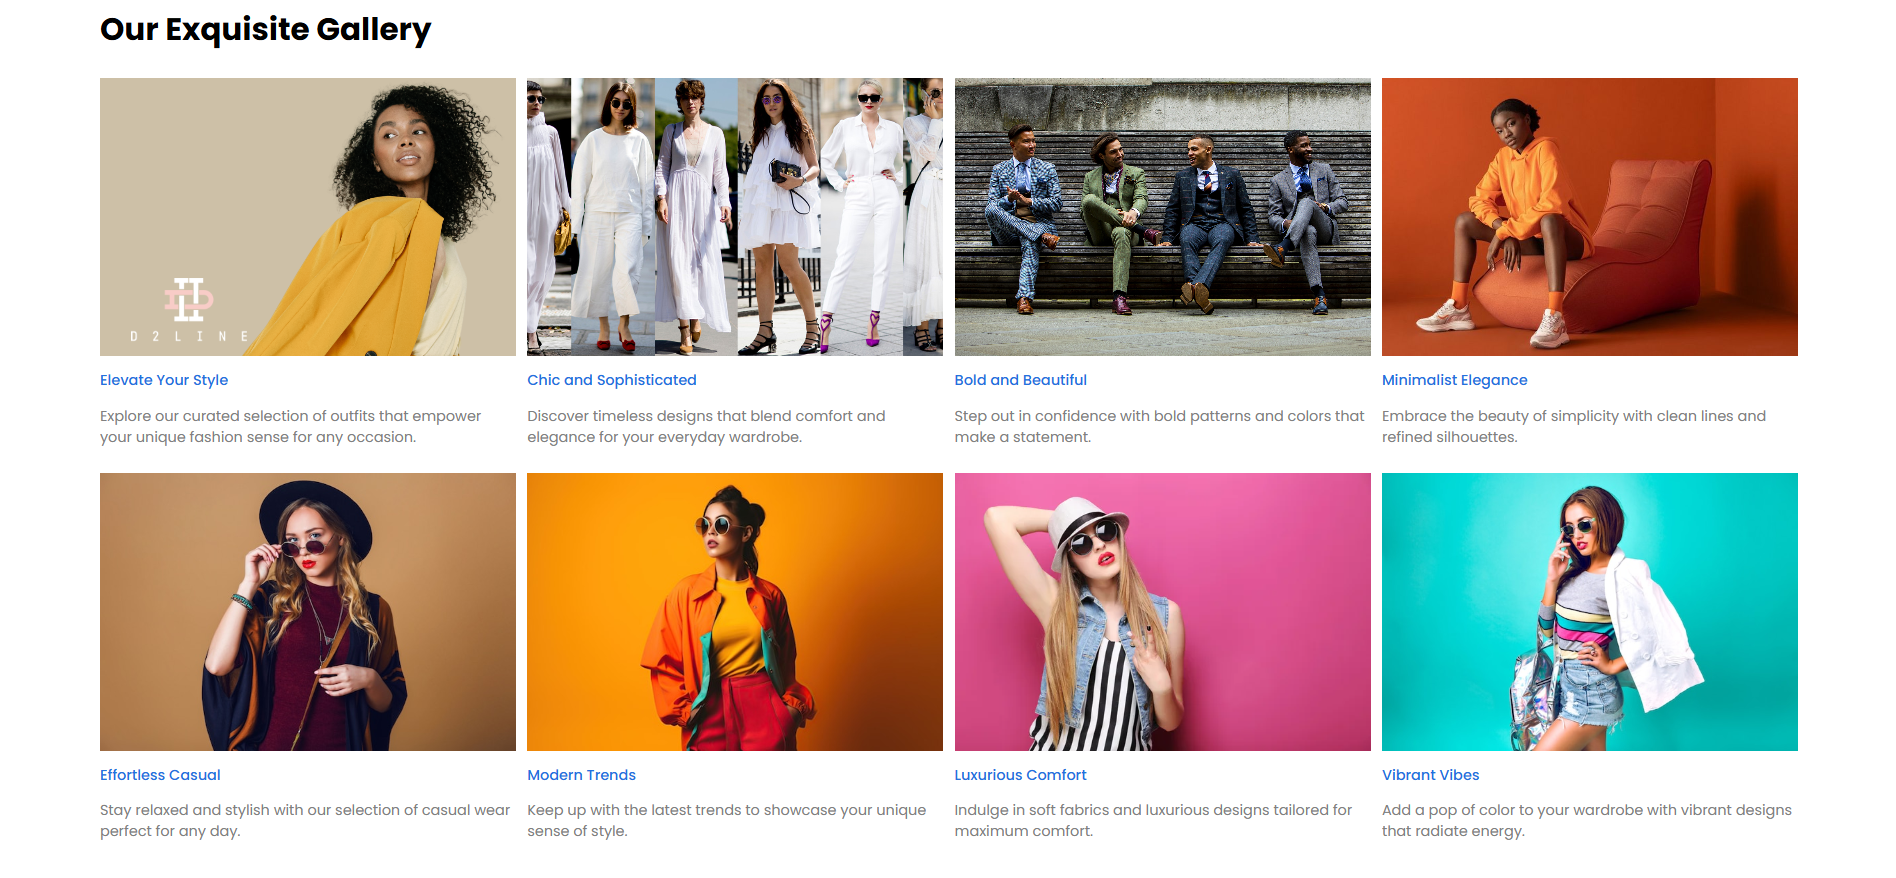 Our Exquisite Gallery
D2LINE
Elevate Your Style
Explore our curated selection of outfits that empower
your unique fashion sense for any occasion.
Chic and Sophisticated
Discover timeless designs that blend comfort and
elegance for your everyday wardrobe.
Bold and Beautiful
Step out in confidence with bold patterns and colors that
make a statement.
Minimalist Elegance
Embrace the beauty of simplicity with clean lines and
refined silhouettes.
Effortless Casual
Stay relaxed and stylish with our selection of casual wear
perfect for any day.
Modern Trends
Keep up with the latest trends to showcase your unique
sense of style.
Luxurious Comfort
Indulge in soft fabrics and luxurious designs tailored for
maximum comfort.
Vibrant Vibes
Add a pop of color to your wardrobe with vibrant designs
that radiate energy.